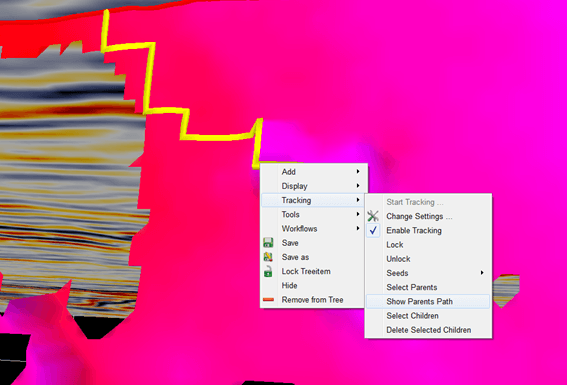 Add
Display
Tracking
Tools
Workflows
Save
Save as
Lock Treeitem
Hide
Remove from Tree
Start Tracking ...
Change Settings ...
Enable Tracking
Lock
Unlock
Seeds
Select Parents
Show Parents Path
Select Children
Delete Selected Children